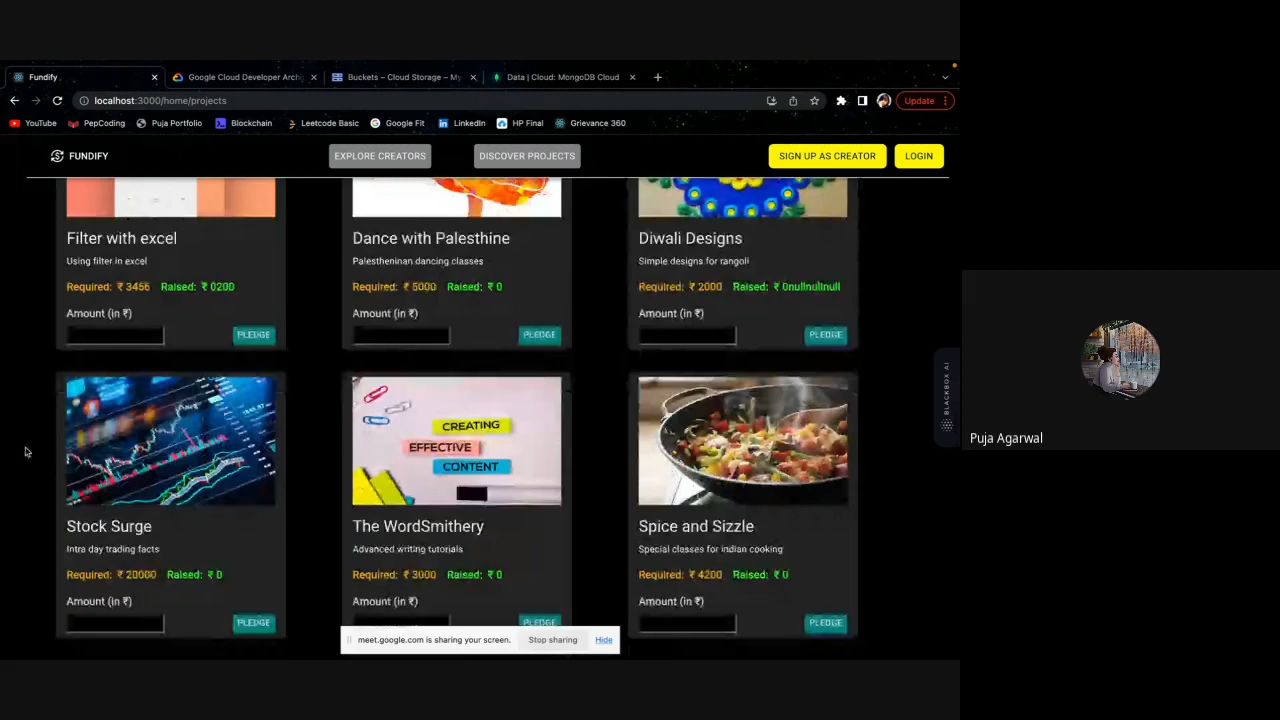 Fundify
Google Cloud Developer Archi
Buckets – Cloud Storage – My
Data | Cloud: MongoDB Cloud
localhost:3000/home/projects
Update
YouTube
PepCoding
Puja Portfolio
Blockchain
Leetcode Basic
Google Fit
LinkedIn
HP Final
Grievance 360
FUNDIFY
EXPLORE CREATORS
DISCOVER PROJECTS
SIGN UP AS CREATOR
LOGIN
Filter with excel
Using filter in excel
Required: ₹ 3456 Raised: ₹ 0200
Amount (in ₹)
PLEDGE
Dance with Palesthine
Palestheninan dancing classes
Required: ₹ 5000 Raised: ₹ 0
Amount (in ₹)
PLEDGE
Diwali Designs
Simple designs for rangoli
Required: ₹ 2000 Raised: ₹ 0nullnullnull
Amount (in ₹)
PLEDGE
Stock Surge
Intra day trading facts
Required: ₹ 20000 Raised: ₹ 0
Amount (in ₹)
PLEDGE
CREATING
EFFECTIVE
CONTENT
The WordSmithery
Advanced writing tutorials
Required: ₹ 3000 Raised: ₹ 0
Amount (in ₹)
PLEDGE
Spice and Sizzle
Special classes for indian cooking
Required: ₹ 4200 Raised: ₹ 0
Amount (in ₹)
PLEDGE
BLACKBOX AI
meet.google.com is sharing your screen.
Stop sharing
Hide
Puja Agarwal